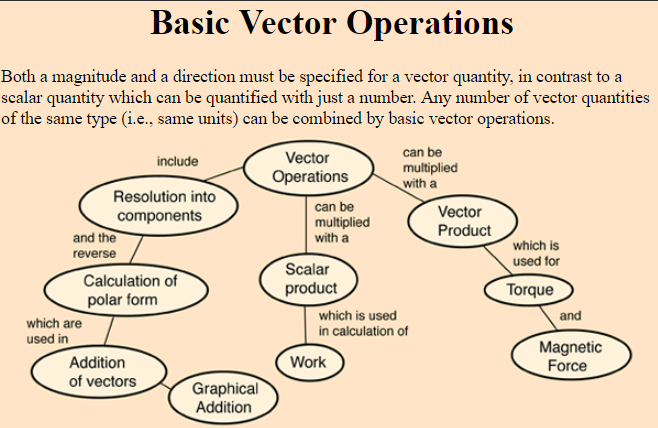 Basic Vector Operations
Both a magnitude and a direction must be specified for a vector quantity, in contrast to a
scalar quantity which can be quantified with just a number. Any number of vector quantities
of the same type (i.e., same units) can be combined by basic vector operations.
include
Vector
Operations
can be
multiplied
with a
Resolution into
components
can be
multiplied
with a
Vector
Product
and the
reverse
which is
used for
Calculation of
polar form
Scalar
product
Torque
which are
used in
which is used
in calculation of
and
Addition
of vectors
Work
Magnetic
Force
Graphical
Addition